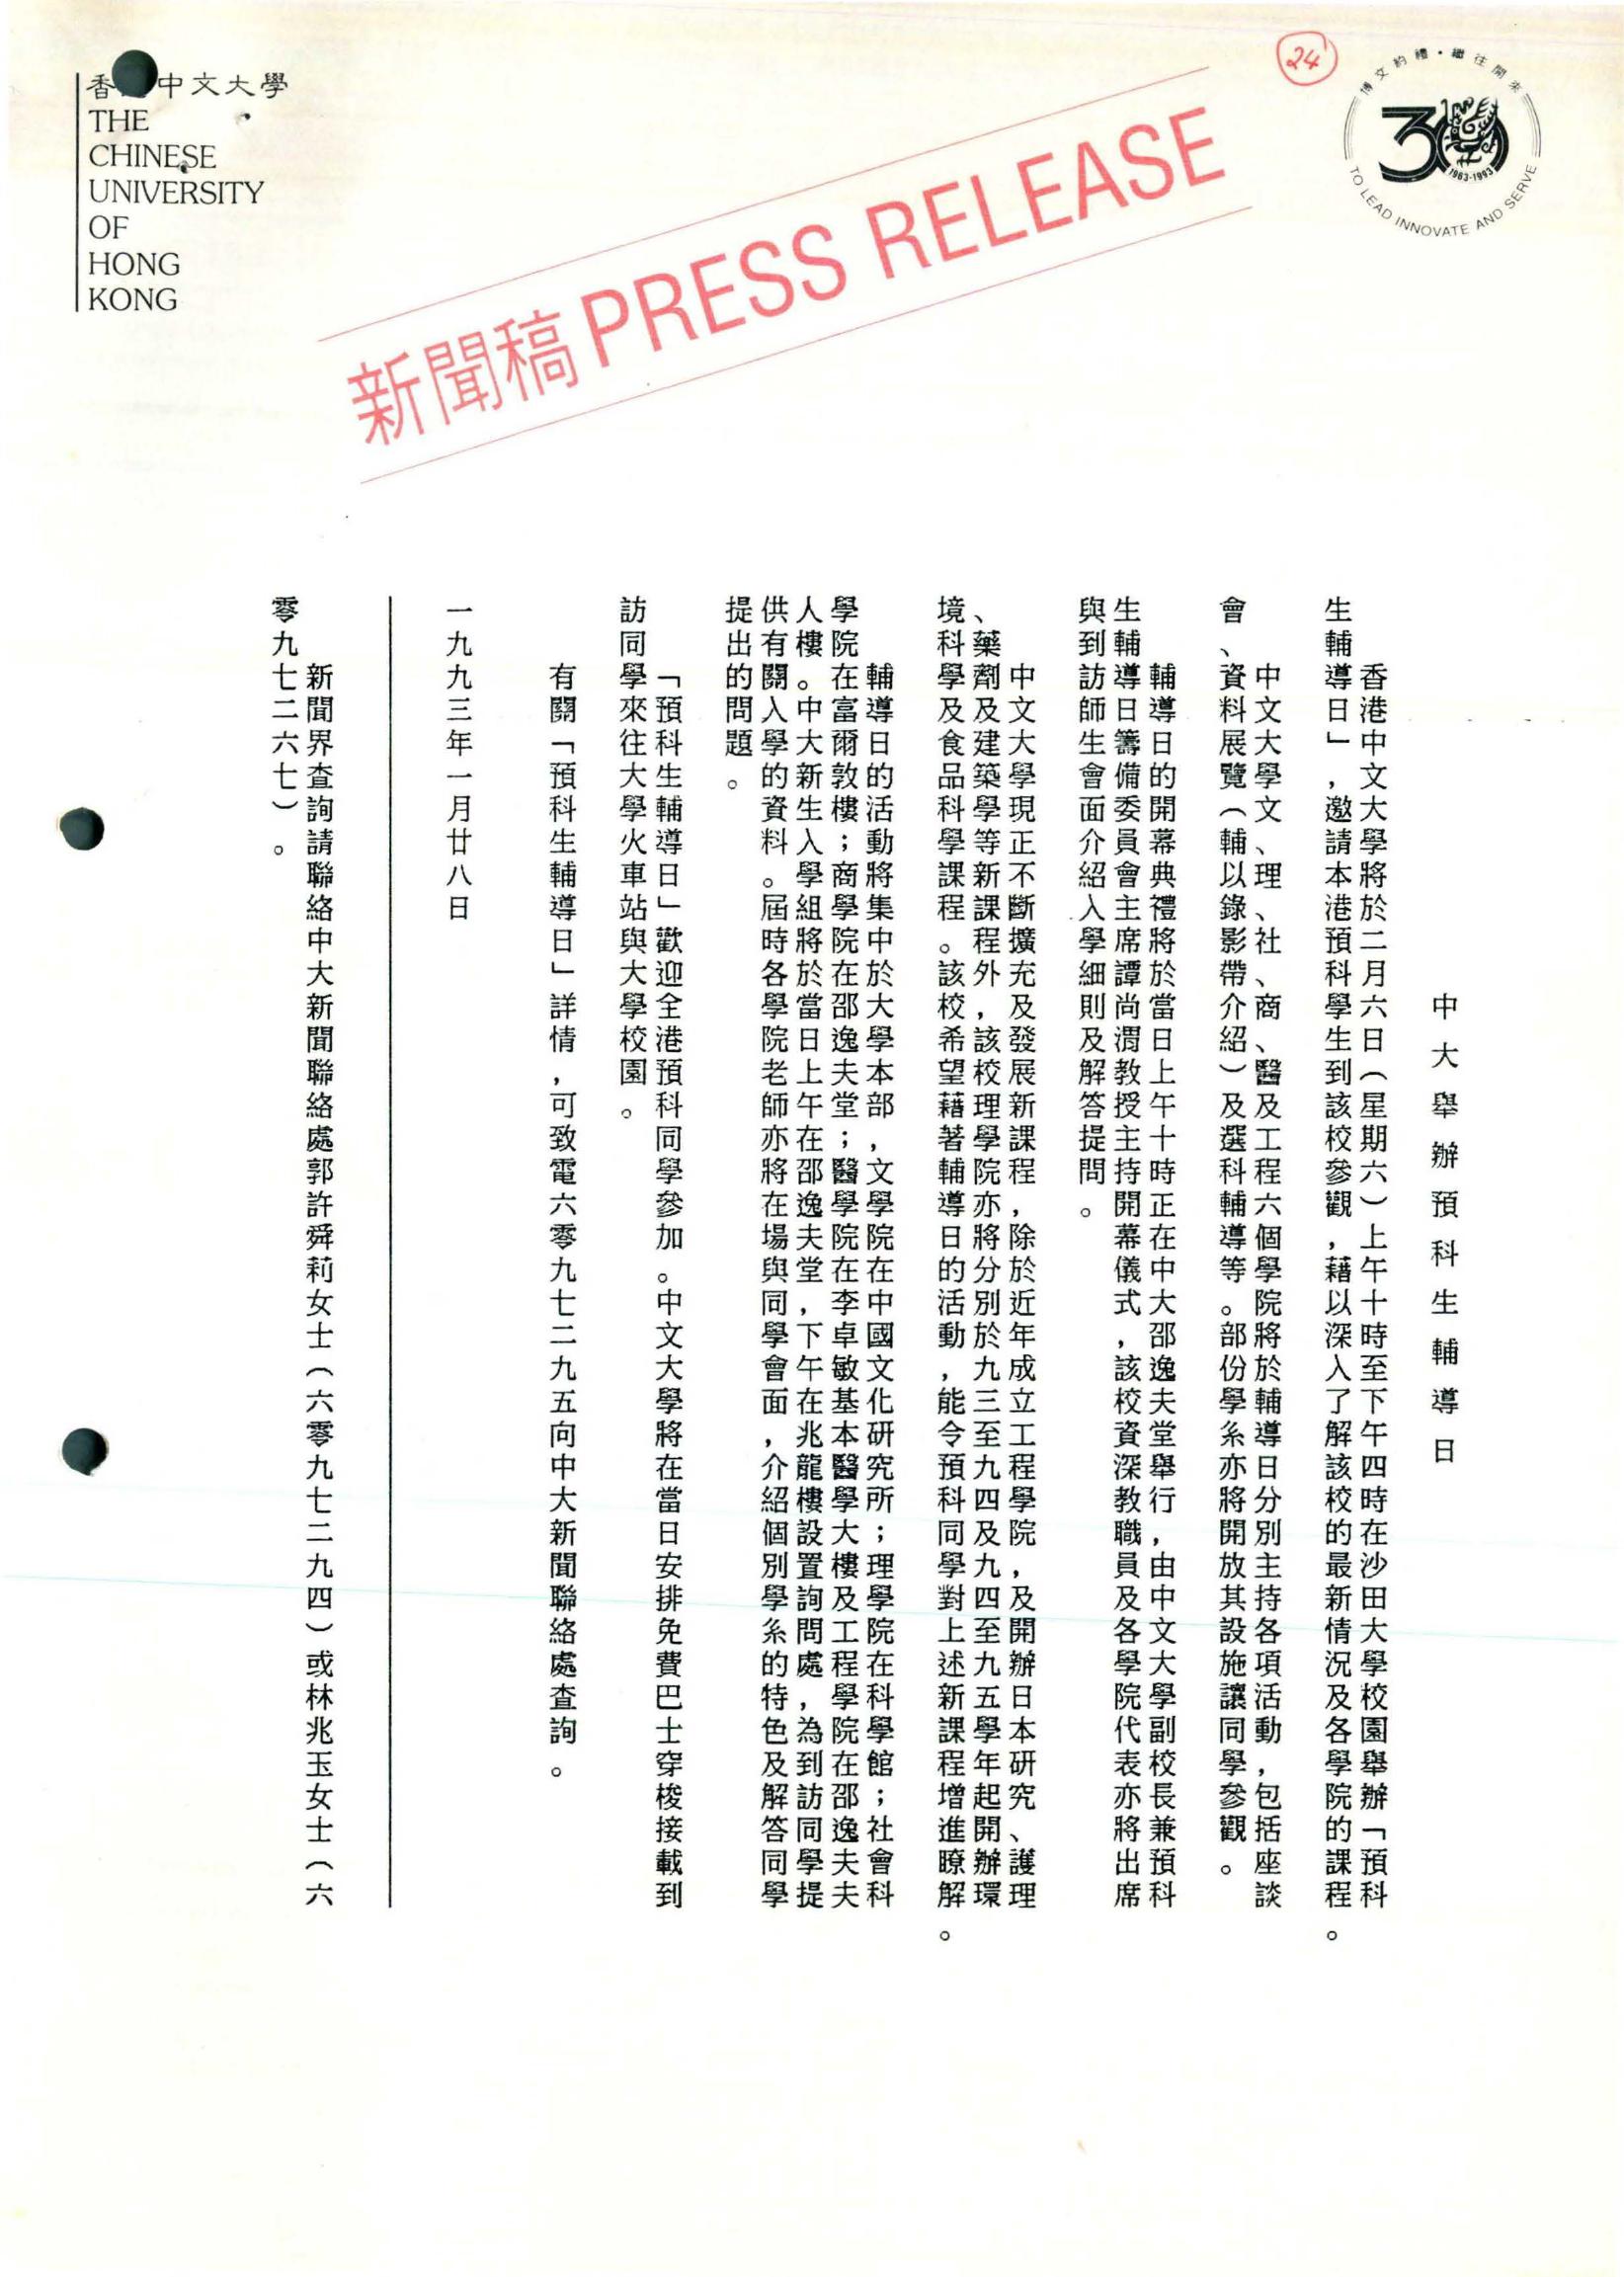 香 中文大學
THE
CHINESE
UNIVERSITY
OF
HONG
KONG
新聞稿 PRESS RELEASE
24
博文約禮・繼往開來
30
1963-1993
TO LEAD INNOVATE AND SERVE
中大舉辦預科生輔導日
香港中文大學將於二月六日(星期六)上午十時至下午四時在沙田大學校園舉辦「預科
生輔導日」,邀請本港預科學生到該校參觀,藉以深入了解該校的最新情況及各學院的課程。
中文大學文、理、社、商、醫及工程六個學院將於輔導日分別主持各項活動,包括座談
會、資料展覽(輔以錄影帶介紹)及選科輔導等。部份學系亦將開放其設施讓同學參觀。
輔導日的開幕典禮將於當日上午十時正在中大邵逸夫堂舉行,由中文大學副校長兼預科
生輔導日籌備委員會主席譚尚渭教授主持開幕儀式,該校資深教職員及各學院代表亦將出席
與到訪師生會面介紹入學細則及解答提問。
中文大學現正不斷擴充及發展新課程,除於近年成立工程學院,及開辦日本研究、護理
、藥劑及建築學等新課程外,該校理學院亦將分別於九三至九四及九四至九五學年起開辦環
境科學及食品科學課程。該校希望藉著輔導日的活動,能令預科同學對上述新課程增進瞭解。
輔導日的活動將集中於大學本部,文學院在中國文化研究所;理學院在科學館;社會科
學院在富爾敦樓;商學院在邵逸夫堂;醫學院在李卓敏基本醫學大樓及工程學院在邵逸夫夫
人樓。中大新生入學組將於當日上午在邵逸夫堂,下午在兆龍樓設置詢問處,為到訪同學提
供有關入學的資料。屆時各學院老師亦將在場與同學會面,介紹個別學系的特色及解答同學
提出的問題。
「預科生輔導日」歡迎全港預科同學參加。中文大學將在當日安排免費巴士穿梭接載到
訪同學來往大學火車站與大學校園。
有關「預科生輔導日」詳情,可致電六零九七二九五向中大新聞聯絡處查詢。
一九九三年一月廿八日
新聞界查詢請聯絡中大新聞聯絡處郭許舜莉女士(六零九七二九四)或林兆玉女士(六
零九七二六七)。